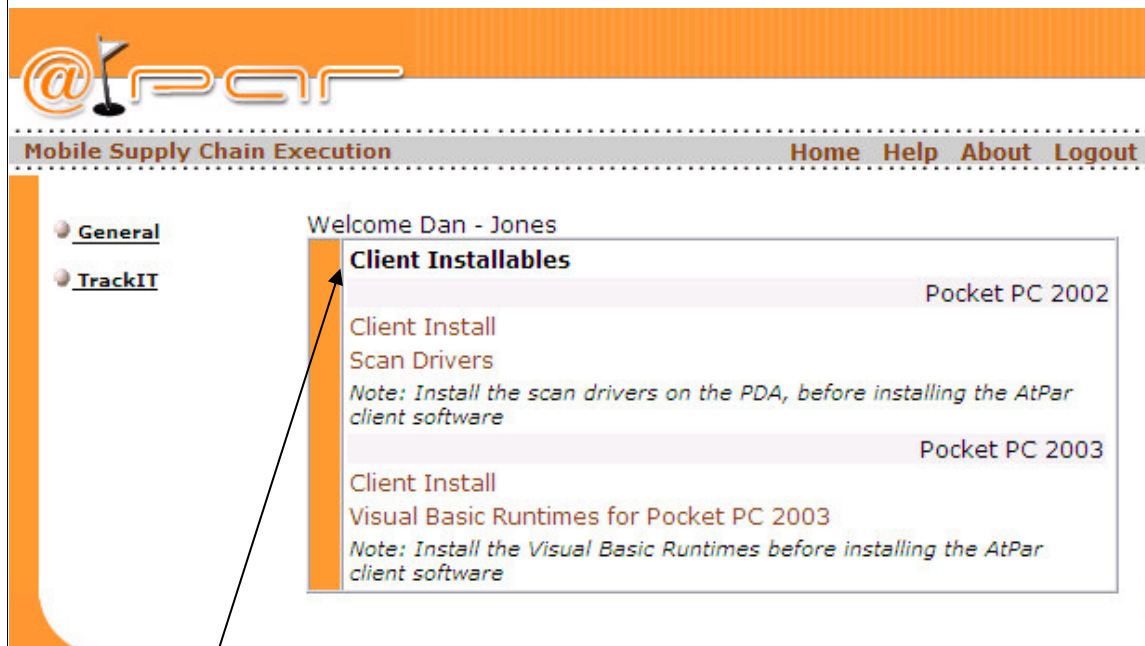 @Par
Mobile Supply Chain Execution Home Help About Logout
General
TrackIT
Welcome Dan - Jones
Client Installables
Pocket PC 2002
Client Install
Scan Drivers
Note: Install the scan drivers on the PDA, before installing the AtPar
client software
Pocket PC 2003
Client Install
Visual Basic Runtimes for Pocket PC 2003
Note: Install the Visual Basic Runtimes before installing the AtPar
client software